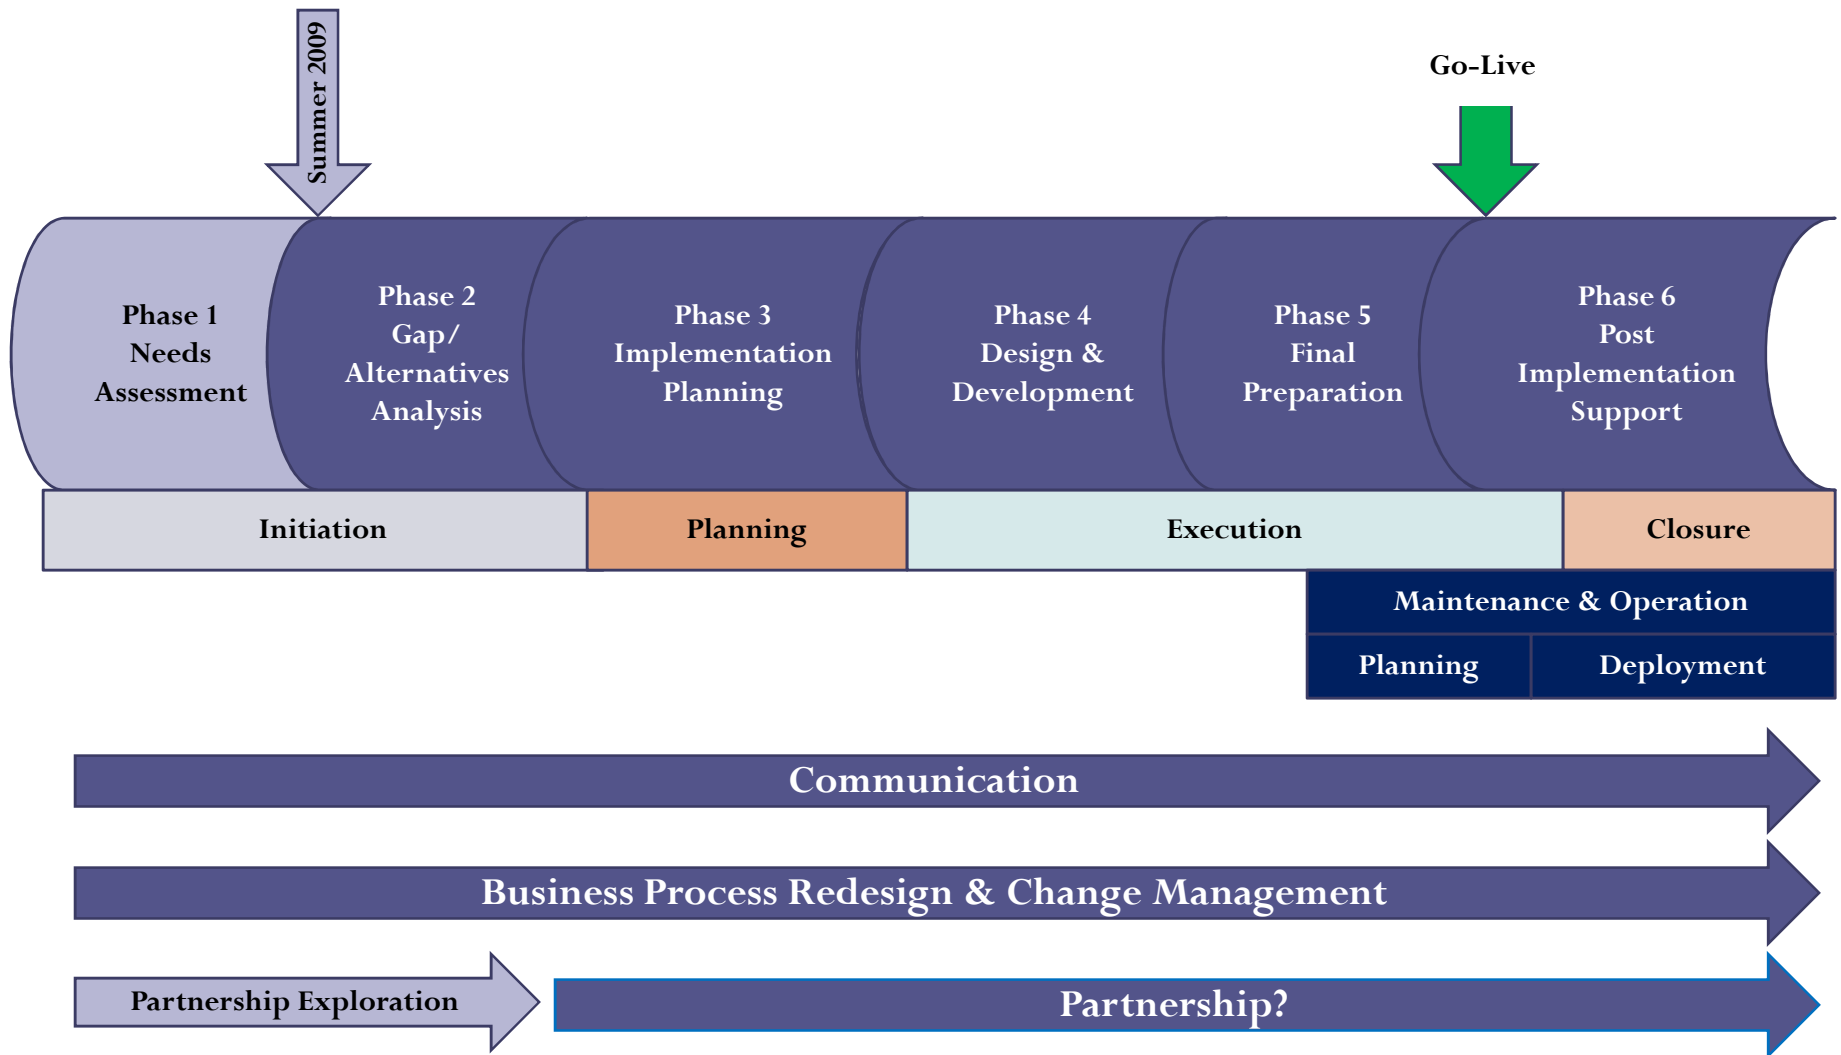 Summer 2009
Go-Live
Phase 1
Needs
Assessment
Phase 2
Gap/
Alternatives
Analysis
Phase 3
Implementation
Planning
Phase 4
Design &
Development
Phase 5
Final
Preparation
Phase 6
Post
Implementation
Support
Initiation
Planning
Execution
Closure
Maintenance & Operation
Planning
Deployment
Communication
Business Process Redesign & Change Management
Partnership Exploration
Partnership?